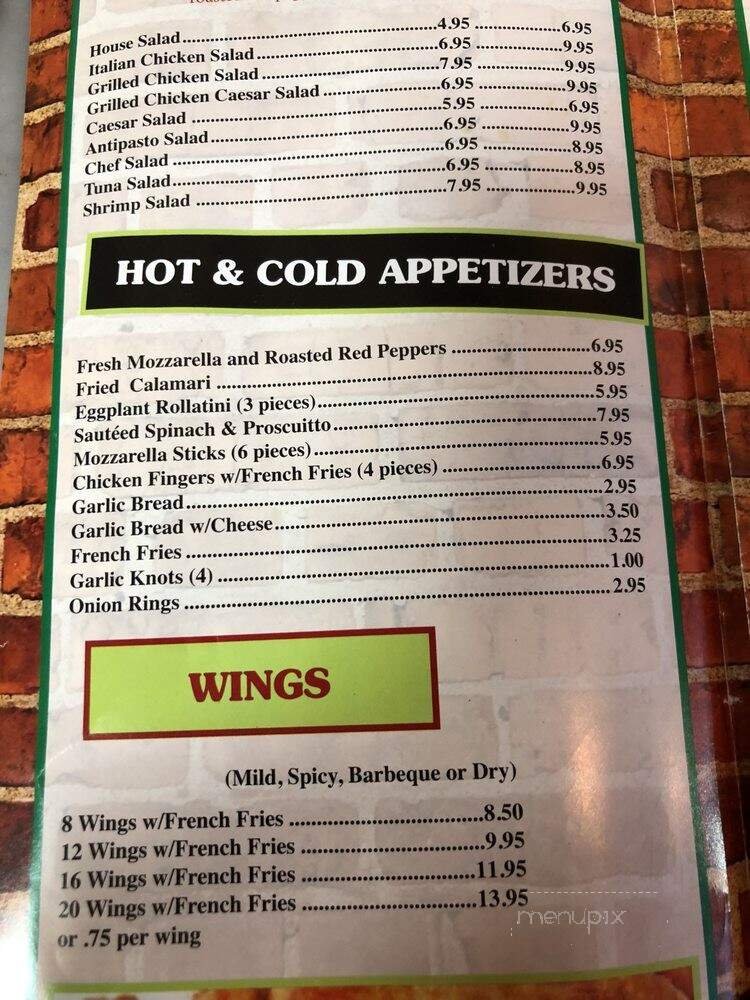 House Salad..........4.95 ..........6.95
Italian Chicken Salad..........6.95 ..........9.95
Grilled Chicken Salad..........7.95 ..........9.95
Grilled Chicken Caesar Salad..........6.95 ..........9.95
Caesar Salad ..........5.95 ..........6.95
Antipasto Salad..........6.95 ..........9.95
Chef Salad ..........6.95 ..........8.95
Tuna Salad..........6.95 ..........8.95
Shrimp Salad ..........7.95 ..........9.95
HOT & COLD APPETIZERS
Fresh Mozzarella and Roasted Red Peppers ..........6.95
Fried Calamari ..........8.95
Eggplant Rollatini (3 pieces)..........5.95
Sautéed Spinach & Proscuitto..........7.95
Mozzarella Sticks (6 pieces)..........5.95
Chicken Fingers w/French Fries (4 pieces) ..........6.95
Garlic Bread..........2.95
Garlic Bread w/Cheese..........3.50
French Fries ..........3.25
Garlic Knots (4) ..........1.00
Onion Rings ..........2.95
WINGS
(Mild, Spicy, Barbeque or Dry)
8 Wings w/French Fries ..........8.50
12 Wings w/French Fries ..........9.95
16 Wings w/French Fries ..........11.95
20 Wings w/French Fries ..........13.95
or .75 per wing
menupix